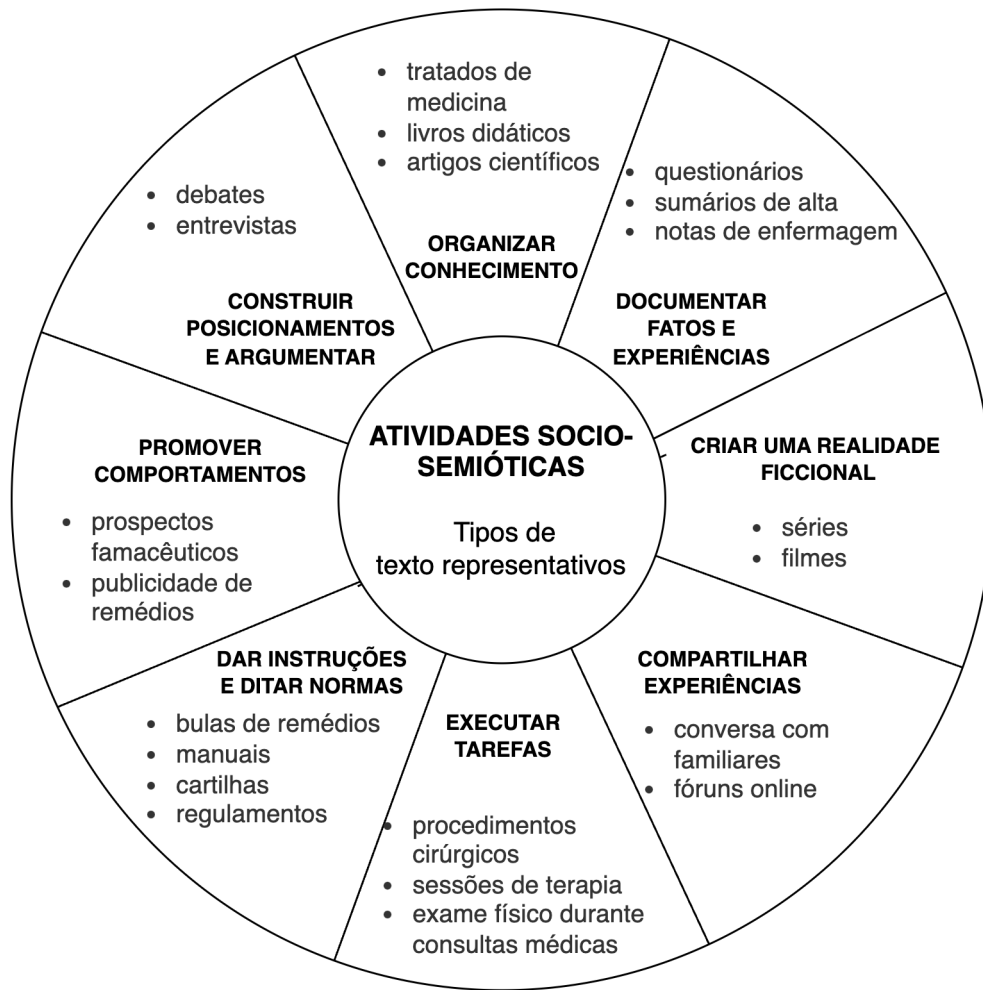 ATIVIDADES SOCIO-
SEMIÓTICAS
Tipos de
texto representativos
• tratados de
medicina
• livros didáticos
• artigos científicos
ORGANIZAR
CONHECIMENTO
• questionários
• sumários de alta
• notas de enfermagem
DOCUMENTAR
FATOS E
EXPERIÊNCIAS
CRIAR UMA REALIDADE
FICCIONAL
• séries
• filmes
COMPARTILHAR
EXPERIÊNCIAS
• conversa com
familiares
• fóruns online
EXECUTAR
TAREFAS
• procedimentos
cirúrgicos
• sessões de terapia
• exame físico durante
consultas médicas
DAR INSTRUÇÕES
E DITAR NORMAS
• bulas de remédios
• manuais
• cartilhas
• regulamentos
PROMOVER
COMPORTAMENTOS
• prospectos
famacêuticos
• publicidade de
remédios
• debates
• entrevistas
CONSTRUIR
POSICIONAMENTOS
E ARGUMENTAR